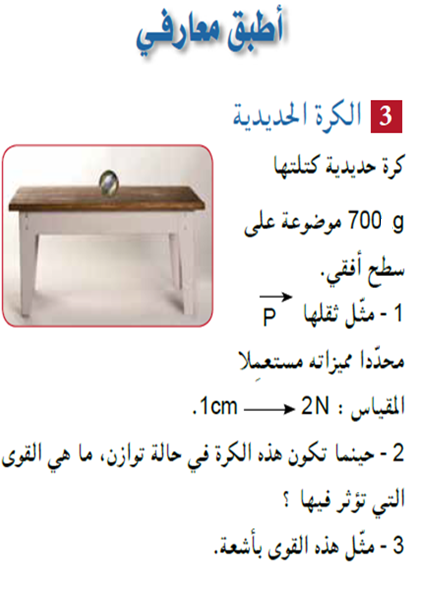 أطبق معارفي
3 الكرة الحديدية
كرة حديدية كتلتها
700 g موضوعة على
سطح أفقي.
1 - مثّل ثقلها P
محدّدا مميزاته مستعمِلا
المقياس : 1cm ⟶ 2N.
2 - حينما تكون هذه الكرة في حالة توازن، ما هي القوى
التي تؤثر فيها ؟
3 - مثّل هذه القوى بأشعة.